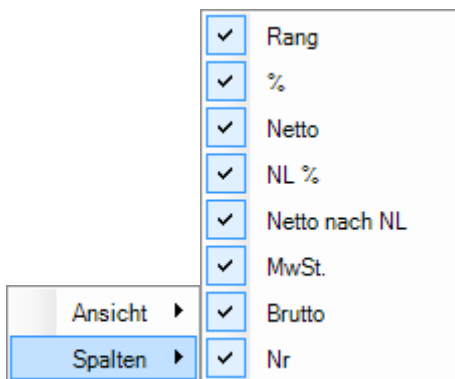 Rang
%
Netto
NL %
Netto nach NL
MwSt.
Ansicht
Brutto
Spalten
Nr